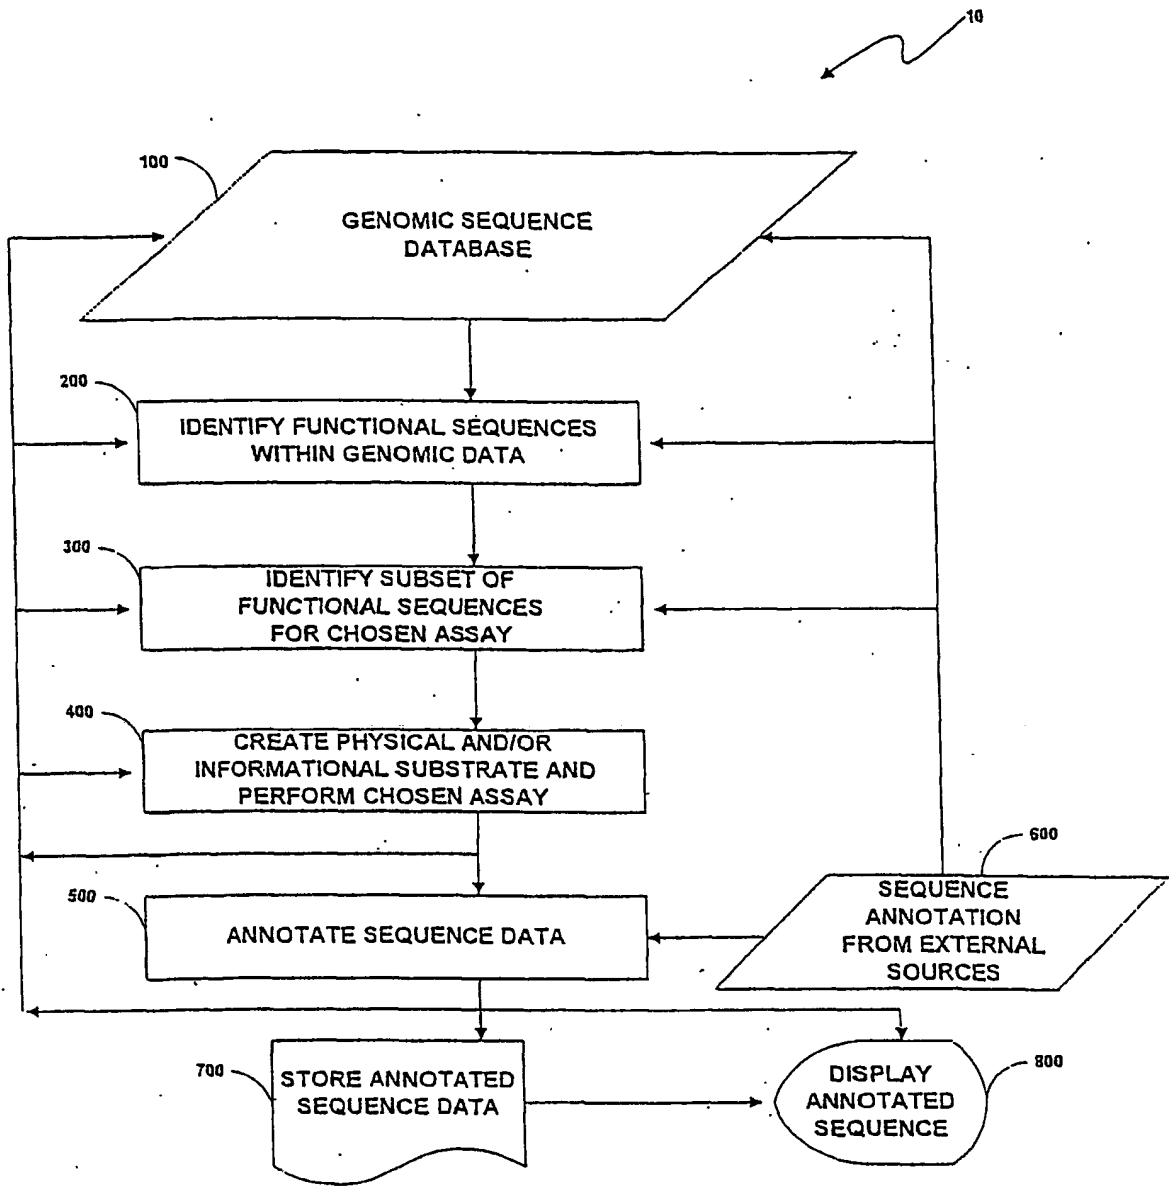 10
100
GENOMIC SEQUENCE
DATABASE
200
IDENTIFY FUNCTIONAL SEQUENCES
WITHIN GENOMIC DATA
300
IDENTIFY SUBSET OF
FUNCTIONAL SEQUENCES
FOR CHOSEN ASSAY
400
CREATE PHYSICAL AND/OR
INFORMATIONAL SUBSTRATE AND
PERFORM CHOSEN ASSAY
600
SEQUENCE
ANNOTATION
FROM EXTERNAL
SOURCES
500
ANNOTATE SEQUENCE DATA
700
STORE ANNOTATED
SEQUENCE DATA
800
DISPLAY
ANNOTATED
SEQUENCE